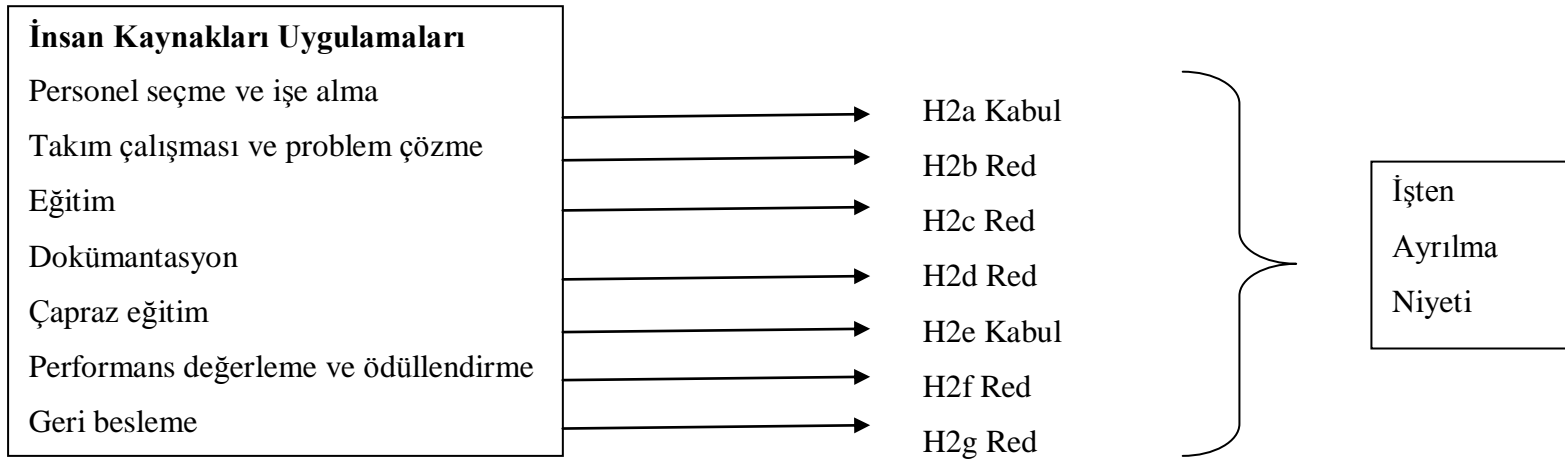 İnsan Kaynakları Uygulamaları
Personel seçme ve işe alma
Takım çalışması ve problem çözme
Eğitim
Dokümantasyon
Çapraz eğitim
Performans değerleme ve ödüllendirme
Geri besleme
H2a Kabul
H2b Red
H2c Red
H2d Red
H2e Kabul
H2f Red
H2g Red
İşten
Ayrılma
Niyeti